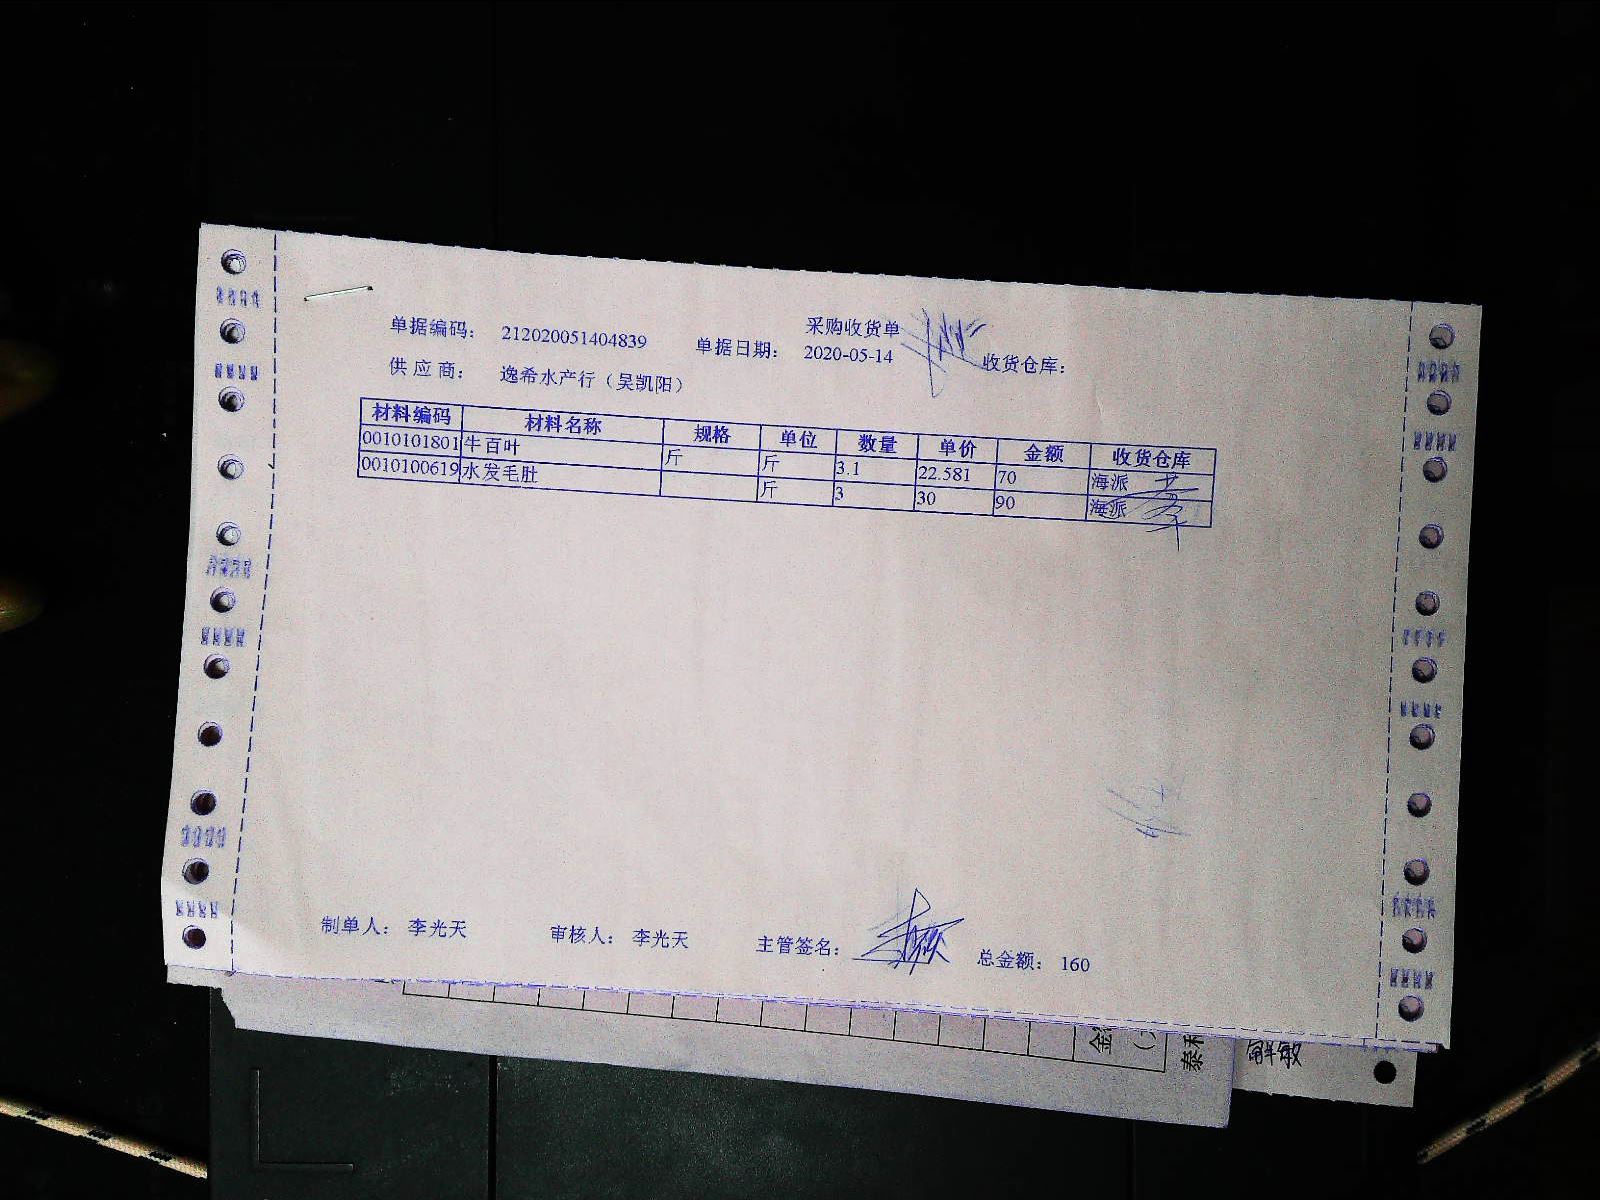 采购收货单
单据编码： 212020051404839 单据日期： 2020-05-14 收货仓库：
供 应 商： 逸希水产行（吴凯阳）
材料编码 材料名称 规格 单位 数量 单价 金额 收货仓库
0010101801 牛百叶 斤 斤 3.1 22.581 70 海派
0010100619 水发毛肚 斤 3 30 90 海派
制单人： 李光天 审核人： 李光天 主管签名： 总金额： 160